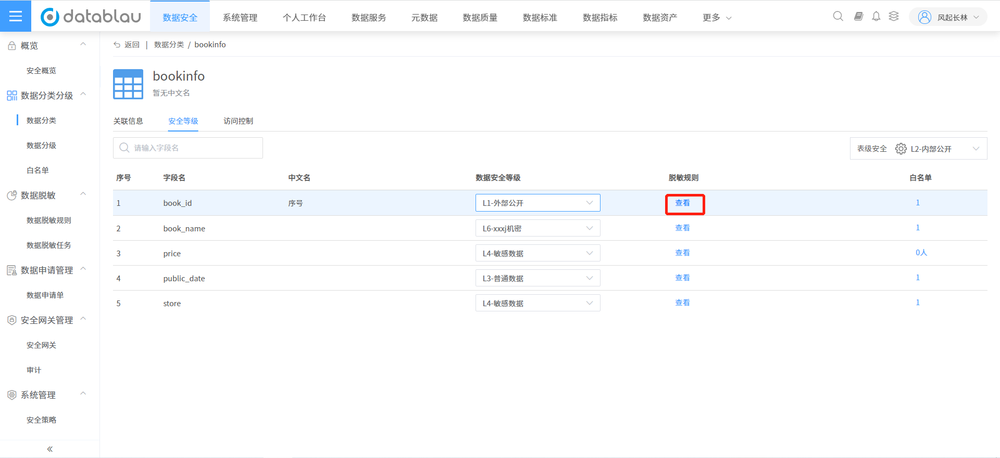 datablau 数据安全 系统管理 个人工作台 数据服务 元数据 数据质量 数据标准 数据指标 数据资产 更多 风起长林
概览
安全概览
数据分类分级
数据分类
数据分级
白名单
数据脱敏
数据脱敏规则
数据脱敏任务
数据申请管理
数据申请单
安全网关管理
安全网关
审计
系统管理
安全策略
«
返回 | 数据分类 / bookinfo
bookinfo
暂无中文名
关联信息 安全等级 访问控制
请输入字段名 表级安全 L2-内部公开
序号 字段名 中文名 数据安全等级 脱敏规则 白名单
1 book_id 序号 L1-外部公开 查看 1
2 book_name L6-xxxj机密 查看 1
3 price L4-敏感数据 查看 0人
4 public_date L3-普通数据 查看 1
5 store L4-敏感数据 查看 1